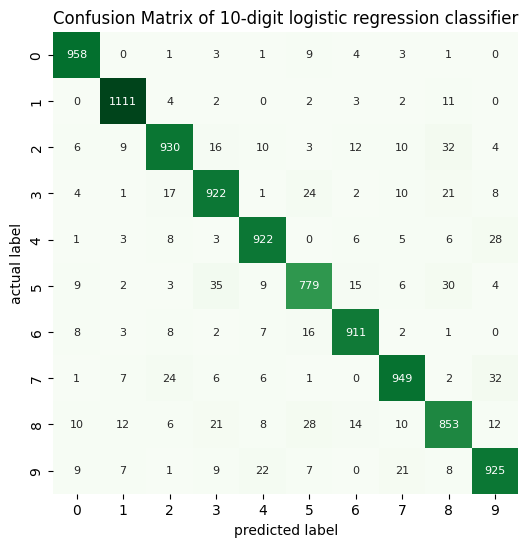 Confusion Matrix of 10-digit logistic regression classifier
0 958 0 1 3 1 9 4 3 1 0
1 0 1111 4 2 0 2 3 2 11 0
2 6 9 930 16 10 3 12 10 32 4
3 4 1 17 922 1 24 2 10 21 8
4 1 3 8 3 922 0 6 5 6 28
5 9 2 3 35 9 779 15 6 30 4
6 8 3 8 2 7 16 911 2 1 0
7 1 7 24 6 6 1 0 949 2 32
8 10 12 6 21 8 28 14 10 853 12
9 9 7 1 9 22 7 0 21 8 925
0 1 2 3 4 5 6 7 8 9
actual label
predicted label